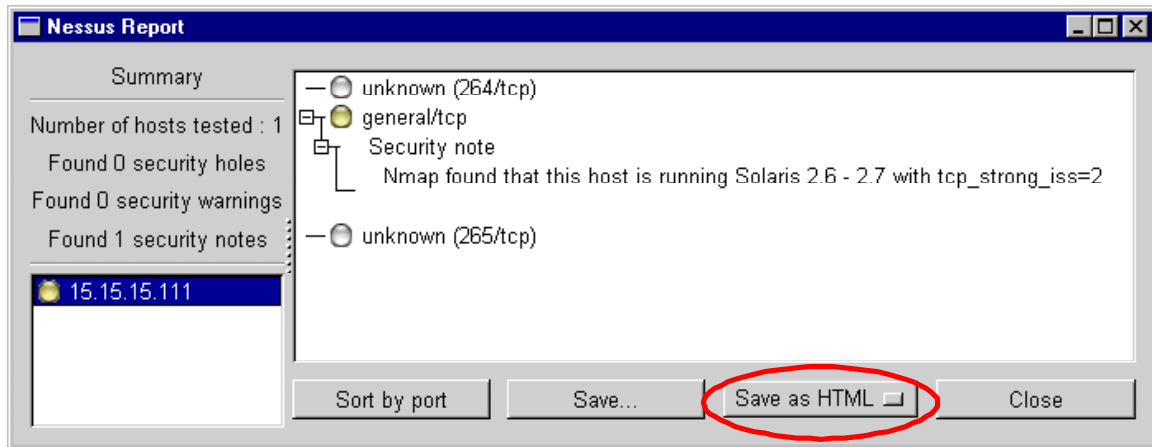 Nessus Report
Summary
Number of hosts tested : 1
Found 0 security holes
Found 0 security warnings
Found 1 security notes
15.15.15.111
unknown (264/tcp)
general/tcp
Security note
Nmap found that this host is running Solaris 2.6 - 2.7 with tcp_strong_iss=2
unknown (265/tcp)
Sort by port
Save...
Save as HTML
Close